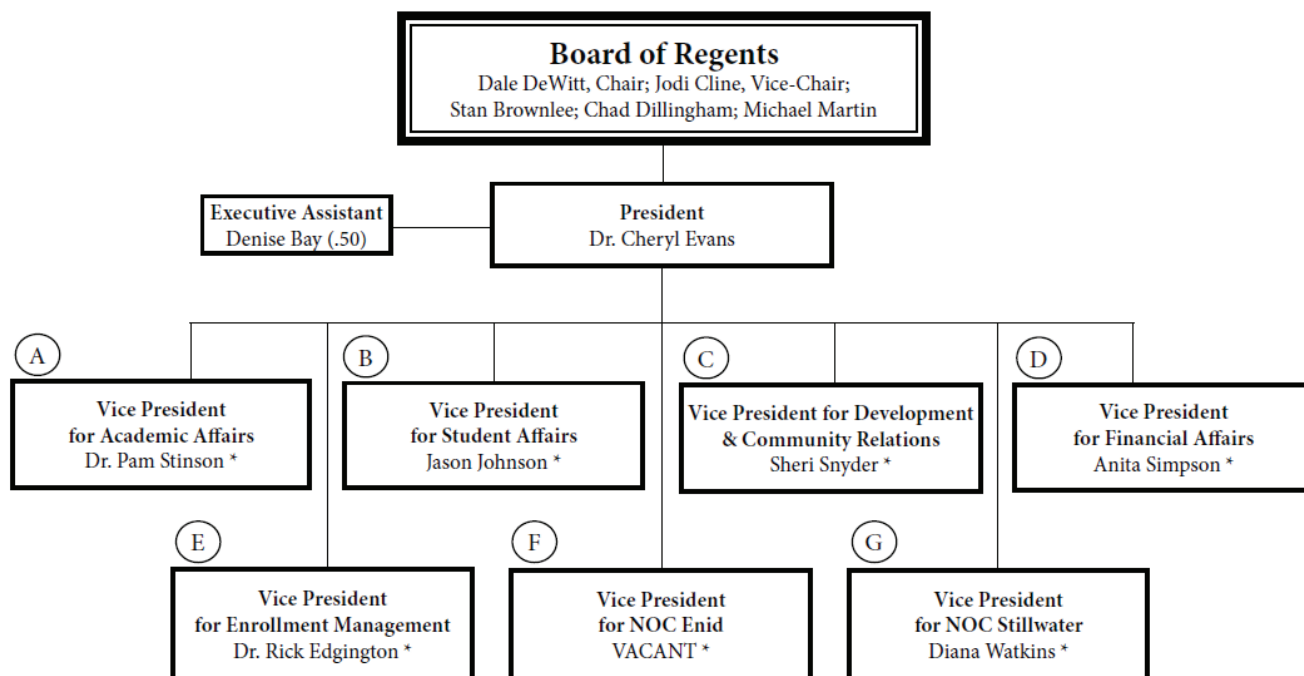 Board of Regents
Dale DeWitt, Chair; Jodi Cline, Vice-Chair;
Stan Brownlee; Chad Dillingham; Michael Martin
Executive Assistant
Denise Bay (.50)
President
Dr. Cheryl Evans
A
Vice President
for Academic Affairs
Dr. Pam Stinson *
B
Vice President
for Student Affairs
Jason Johnson *
C
Vice President for Development
& Community Relations
Sheri Snyder *
D
Vice President
for Financial Affairs
Anita Simpson *
E
Vice President
for Enrollment Management
Dr. Rick Edgington *
F
Vice President
for NOC Enid
VACANT *
G
Vice President
for NOC Stillwater
Diana Watkins *